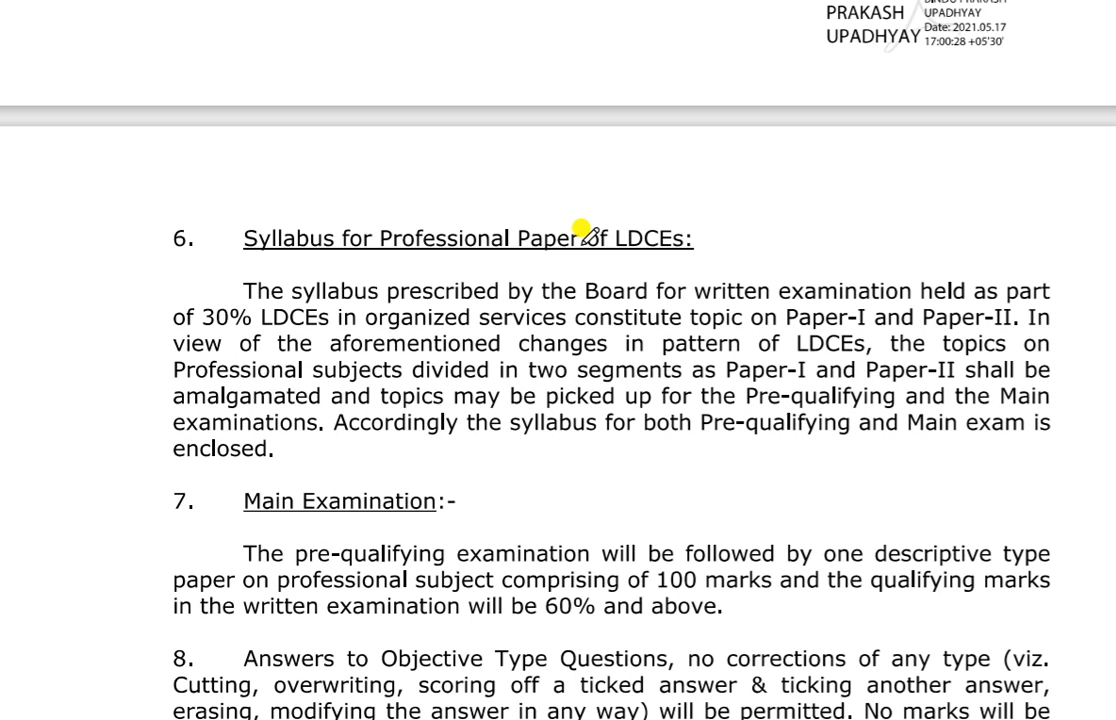 PRAKASH
UPADHYAY
UPADHYAY
Date: 2021.05.17
17:00:28 +05'30'
6. Syllabus for Professional Paper of LDCEs:
The syllabus prescribed by the Board for written examination held as part
of 30% LDCEs in organized services constitute topic on Paper-I and Paper-II. In
view of the aforementioned changes in pattern of LDCEs, the topics on
Professional subjects divided in two segments as Paper-I and Paper-II shall be
amalgamated and topics may be picked up for the Pre-qualifying and the Main
examinations. Accordingly the syllabus for both Pre-qualifying and Main exam is
enclosed.
7. Main Examination:-
The pre-qualifying examination will be followed by one descriptive type
paper on professional subject comprising of 100 marks and the qualifying marks
in the written examination will be 60% and above.
8. Answers to Objective Type Questions, no corrections of any type (viz.
Cutting, overwriting, scoring off a ticked answer & ticking another answer,
erasing, modifying the answer in any way) will be permitted. No marks will be